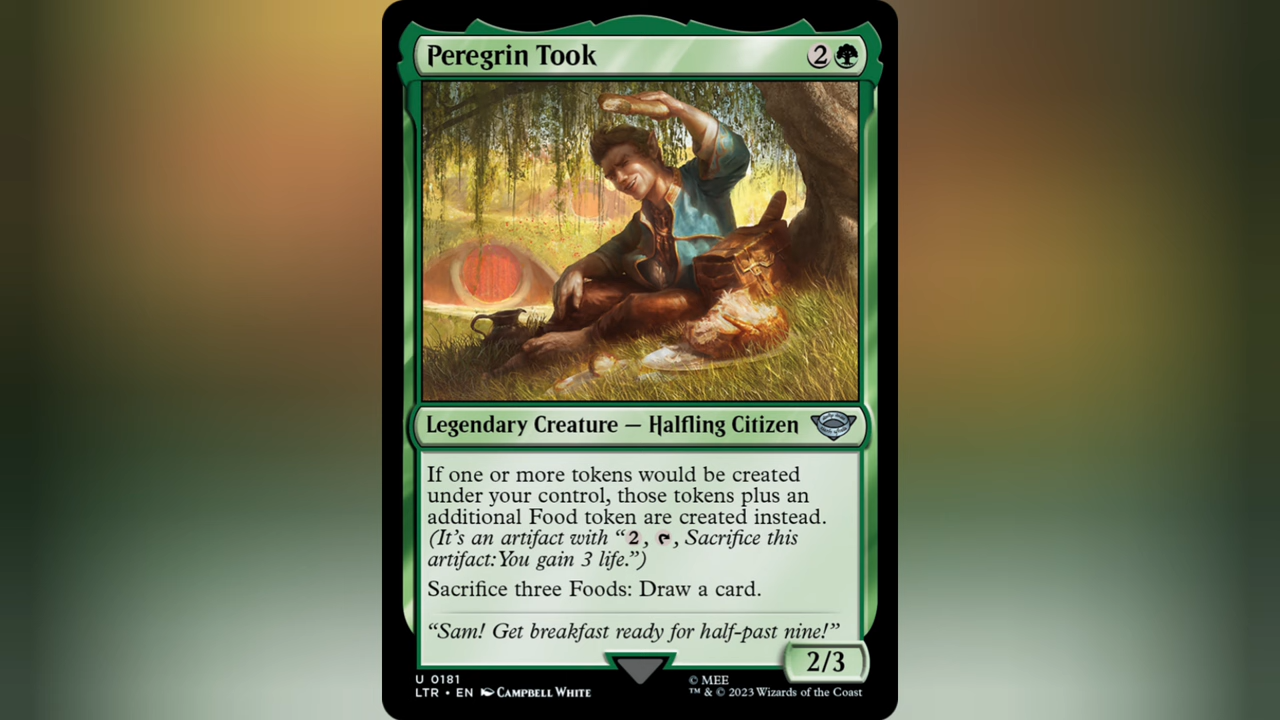 Peregrin Took 2
Legendary Creature — Halfling Citizen
If one or more tokens would be created
under your control, those tokens plus an
additional Food token are created instead.
(It's an artifact with “2, , Sacrifice this
artifact: You gain 3 life.”)
Sacrifice three Foods: Draw a card.
“Sam! Get breakfast ready for half-past nine!”
2/3
U 0181
LTR • EN CAMPBELL WHITE
© MEE
™ & © 2023 Wizards of the Coast